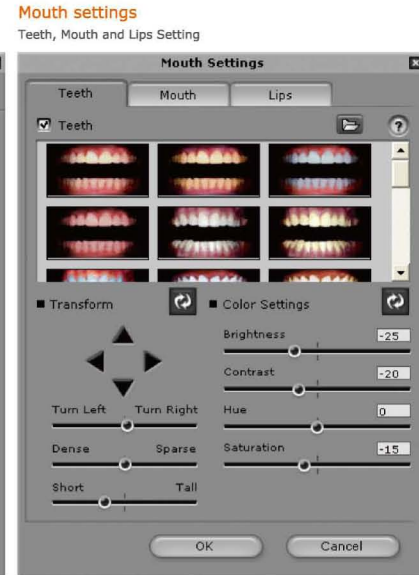 Mouth settings
Teeth, Mouth and Lips Setting
Mouth Settings
Teeth Mouth Lips
Teeth ?
Transform Color Settings
Brightness -25
Contrast -20
Turn Left Turn Right Hue 0
Dense Sparse Saturation -15
Short Tall
OK Cancel